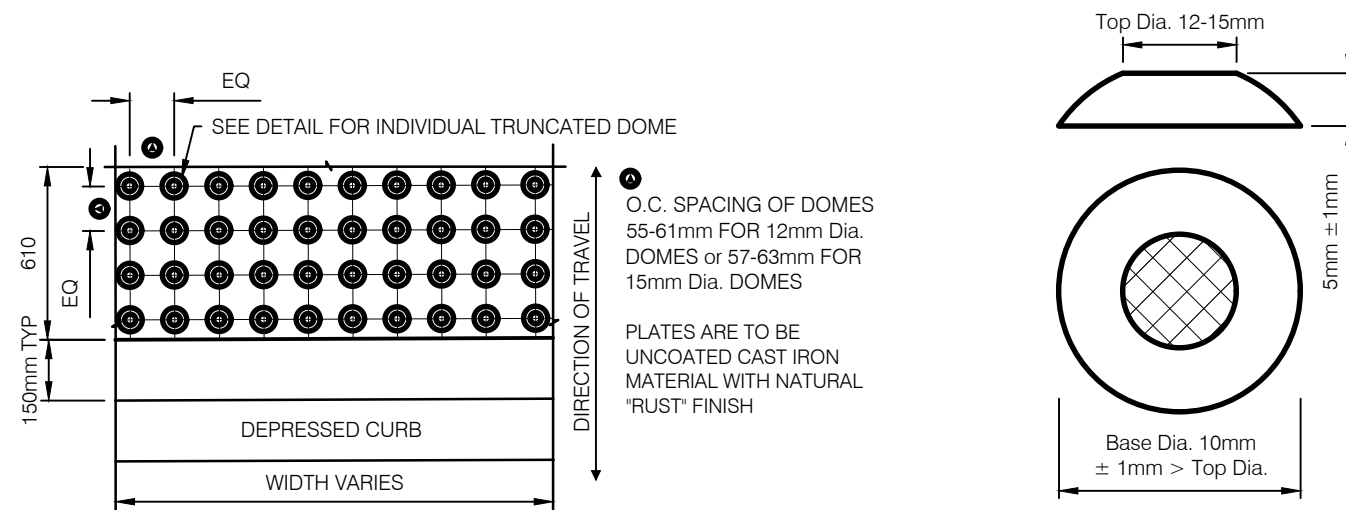 EQ
SEE DETAIL FOR INDIVIDUAL TRUNCATED DOME
610
EQ
150mm TYP
DEPRESSED CURB
WIDTH VARIES
DIRECTION OF TRAVEL
O.C. SPACING OF DOMES
55-61mm FOR 12mm Dia.
DOMES or 57-63mm FOR
15mm Dia. DOMES
PLATES ARE TO BE
UNCOATED CAST IRON
MATERIAL WITH NATURAL
"RUST" FINISH
Top Dia. 12-15mm
5mm ±1mm
Base Dia. 10mm
± 1mm > Top Dia.